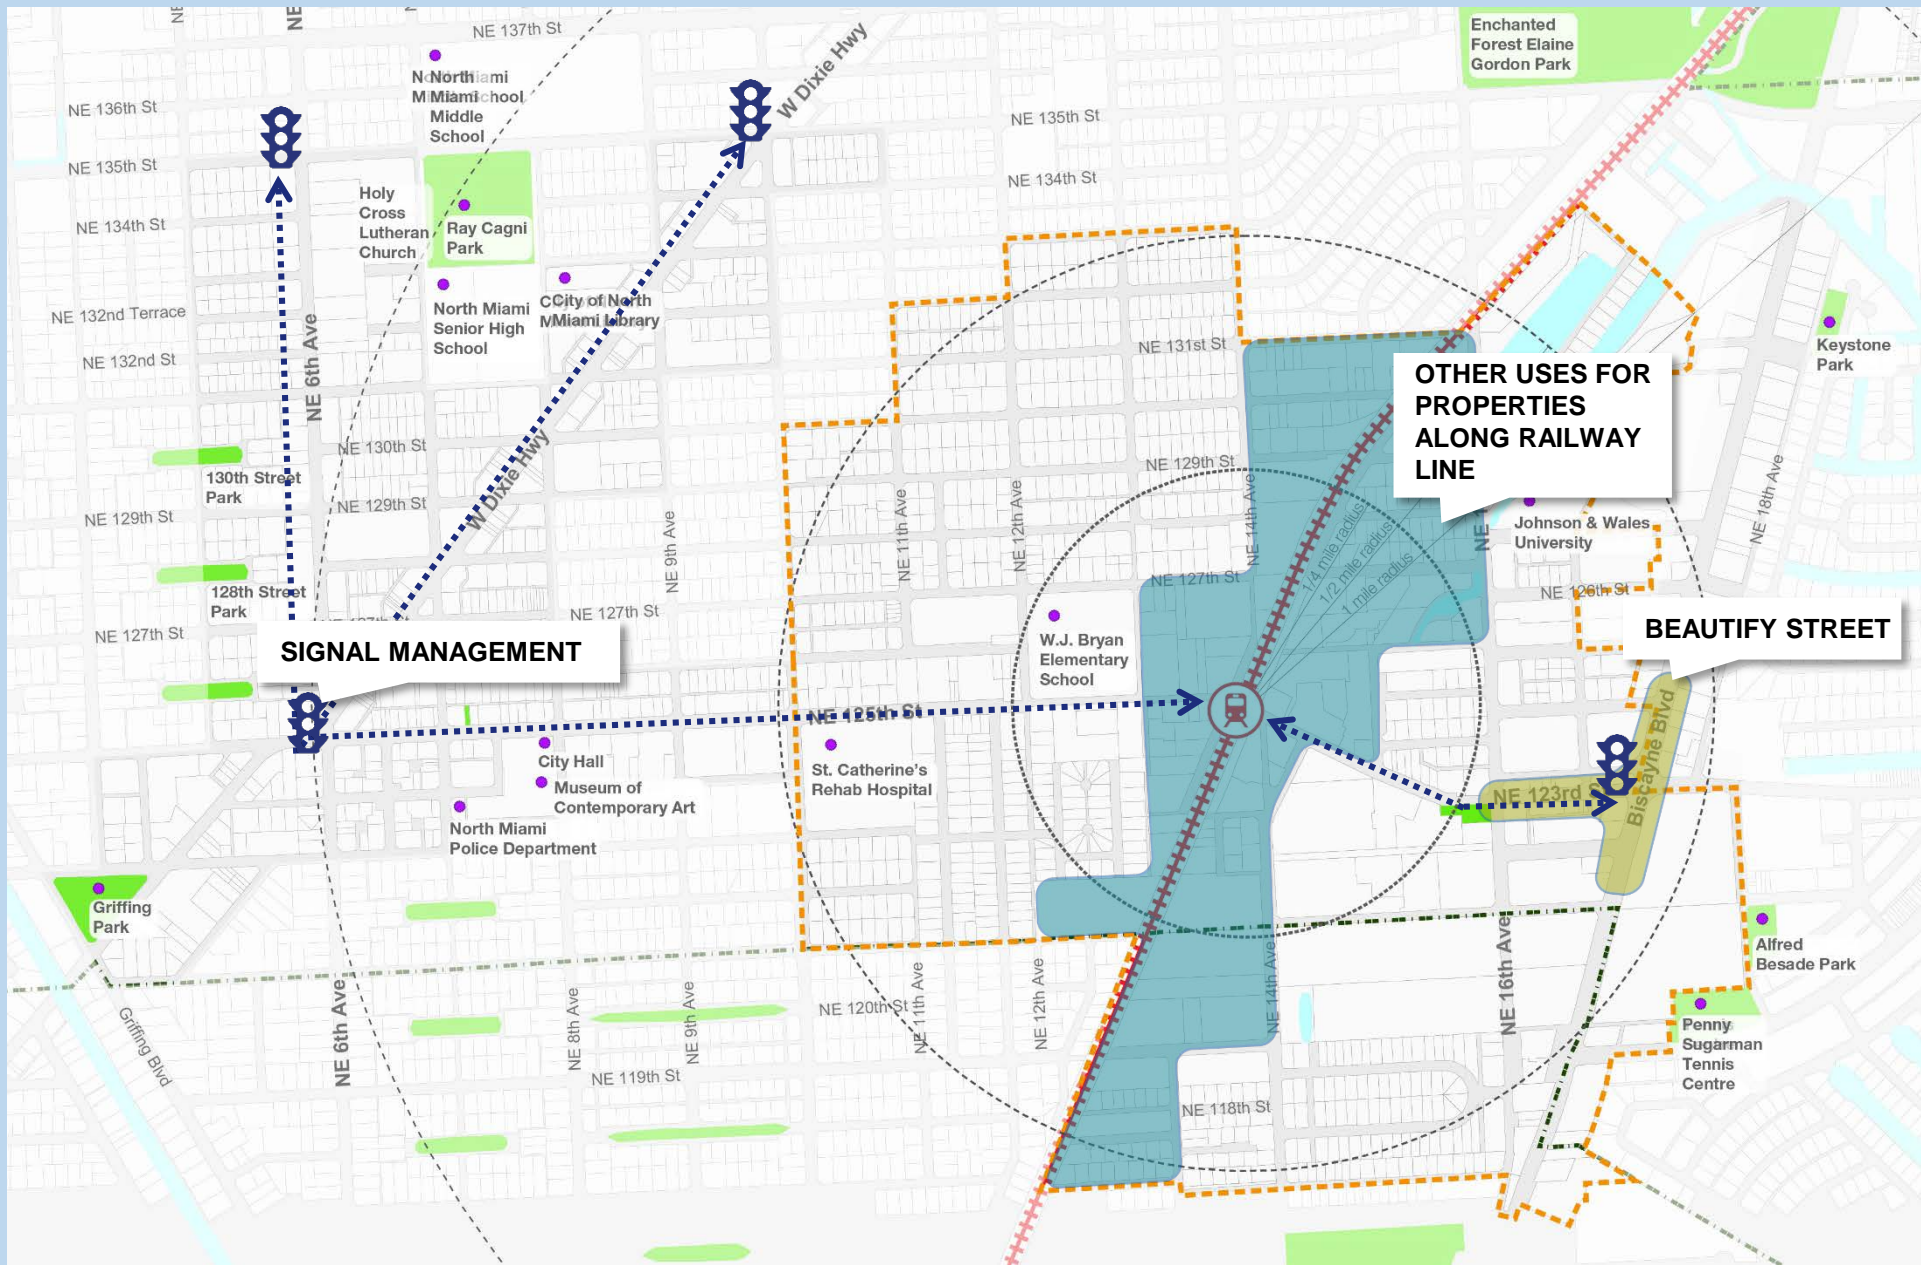 NE
NE
NE 137th St
W Dixie Hwy
Enchanted
Forest Elaine
Gordon Park
North
Miami
Middle
School
NE 136th St
NE 135th St
NE 135th St
NE 134th St
NE 134th St
Holy
Cross
Lutheran
Church
Ray Cagni
Park
NE 132nd Terrace
NE 132nd St
NE 6th Ave
North Miami
Senior High
School
City of North
Miami Library
NE 131st St
Keystone
Park
OTHER USES FOR
PROPERTIES
ALONG RAILWAY
LINE
NE 130th St
130th Street
Park
NE 129th St
NE 129th St
NE 129th St
W Dixie Hwy
NE 9th Ave
NE 11th Ave
NE 12th Ave
NE 14th Ave
1/4 mile radius
1/2 mile radius
1 mile radius
NE 18th Ave
Johnson & Wales
University
NE 127th St
NE 126th St
128th Street
Park
NE 127th St
NE 127th St
NE 127th St
SIGNAL MANAGEMENT
W.J. Bryan
Elementary
School
BEAUTIFY STREET
NE 125th St
City Hall
Museum of
Contemporary Art
North Miami
Police Department
St. Catherine's
Rehab Hospital
NE 123rd
Biscayne Blvd
Griffing
Park
Griffing Blvd
NE 6th Ave
NE 8th Ave
NE 9th Ave
NE 11th Ave
NE 12th Ave
NE 14th Ave
NE 16th Ave
NE 120th St
NE 119th St
NE 118th St
Alfred
Besade Park
Penny
Sugarman
Tennis
Centre